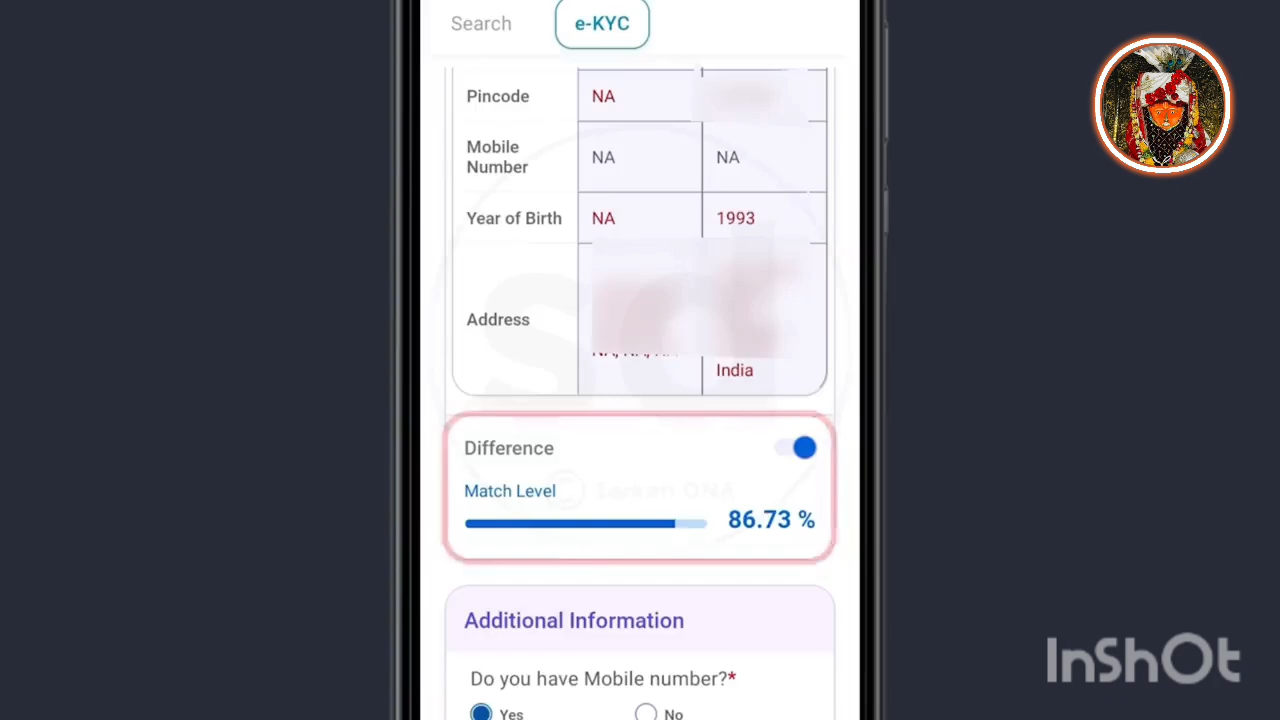 Search e-KYC
Pincode NA
Mobile Number NA NA
Year of Birth NA 1993
Address
India
Difference
Match Level
86.73 %
Additional Information
Do you have Mobile number?*
Yes No
InShOt